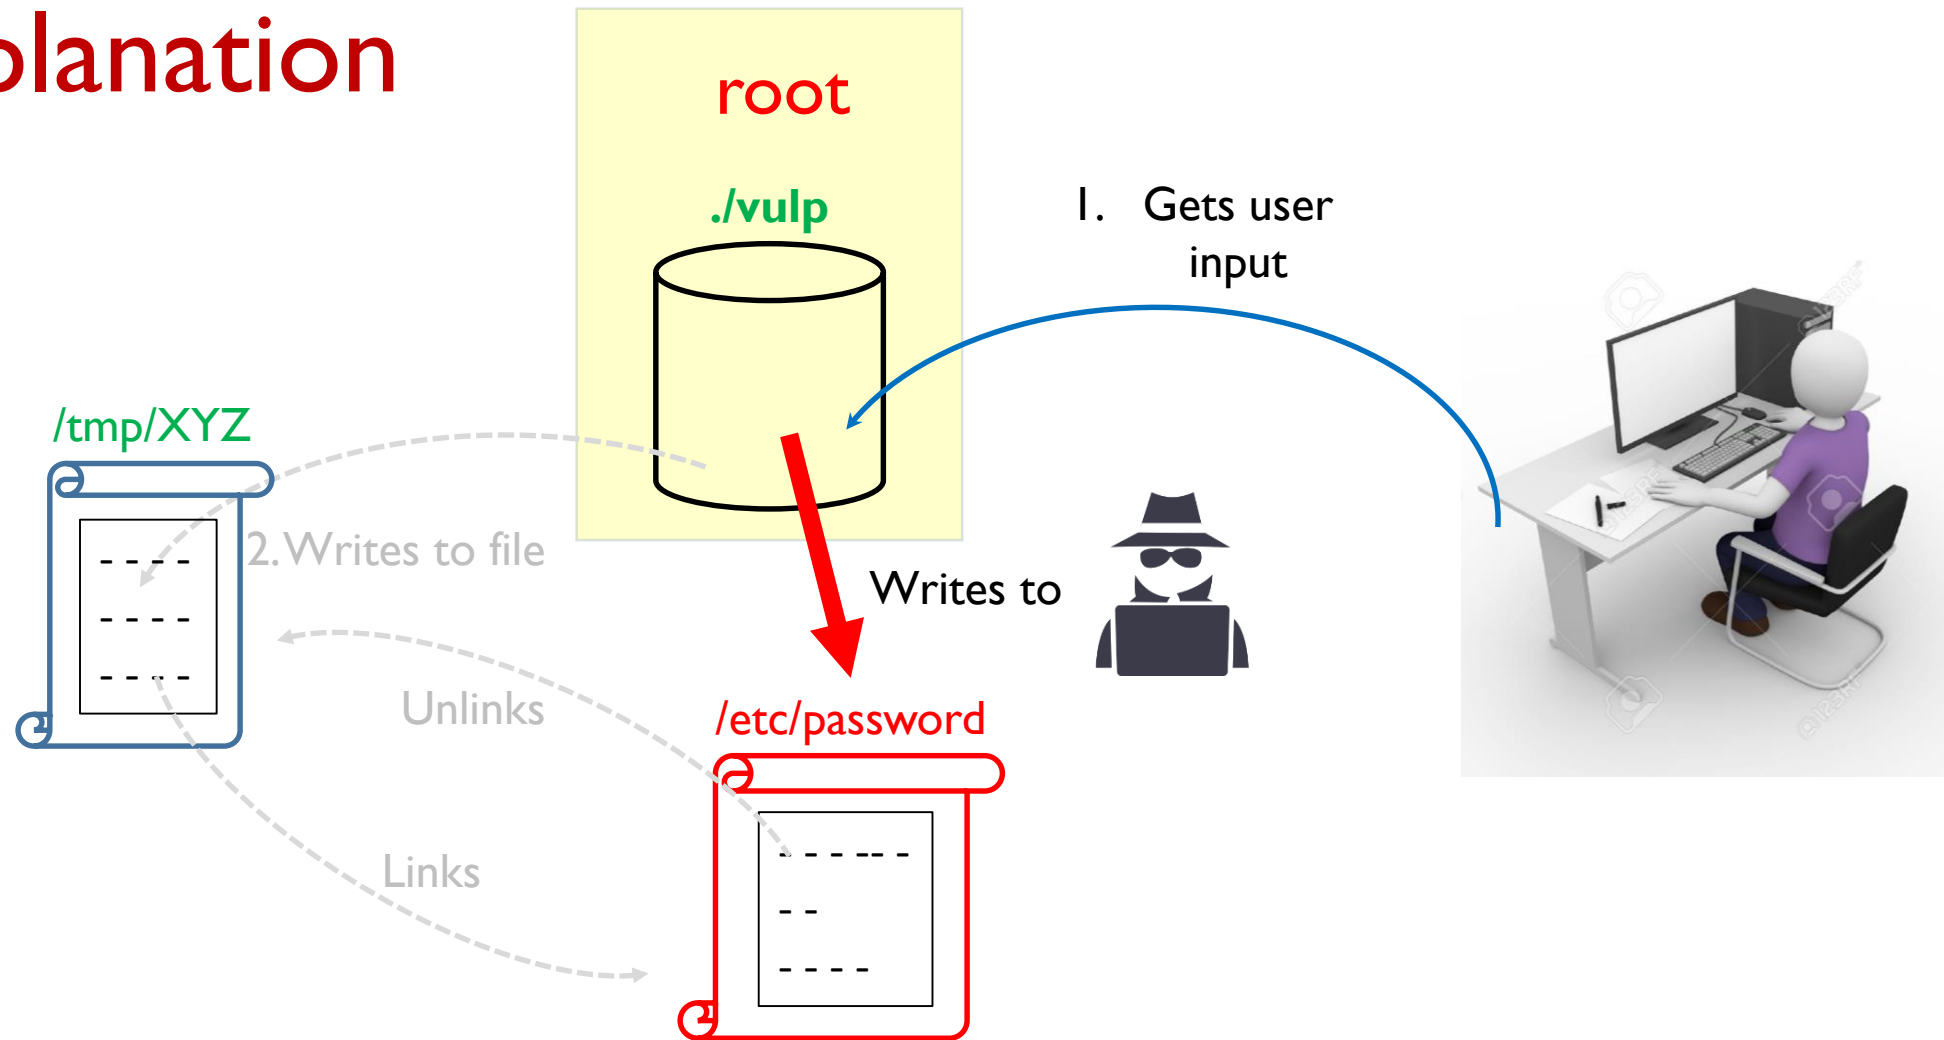 planation
root
./vulp
1. Gets user
input
/tmp/XYZ
2. Writes to file
Writes to
Unlinks
/etc/password
Links